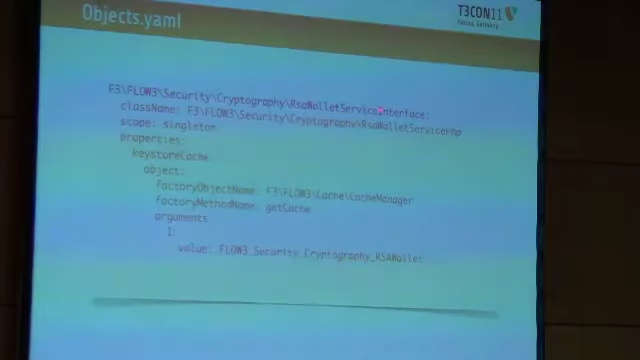 Objects.yaml
T3CON11
F3\FLOW3\Security\Cryptography\RsaWalletServiceInterface:
className: F3\FLOW3\Security\Cryptography\RsaWalletServicePhp
scope: singleton
properties:
keystoreCache
object:
factoryObjectName: F3\FLOW3\Cache\CacheManager
factoryMethodName: getCache
arguments
1:
value: FLOW3_Security_Cryptography_RSAWallet